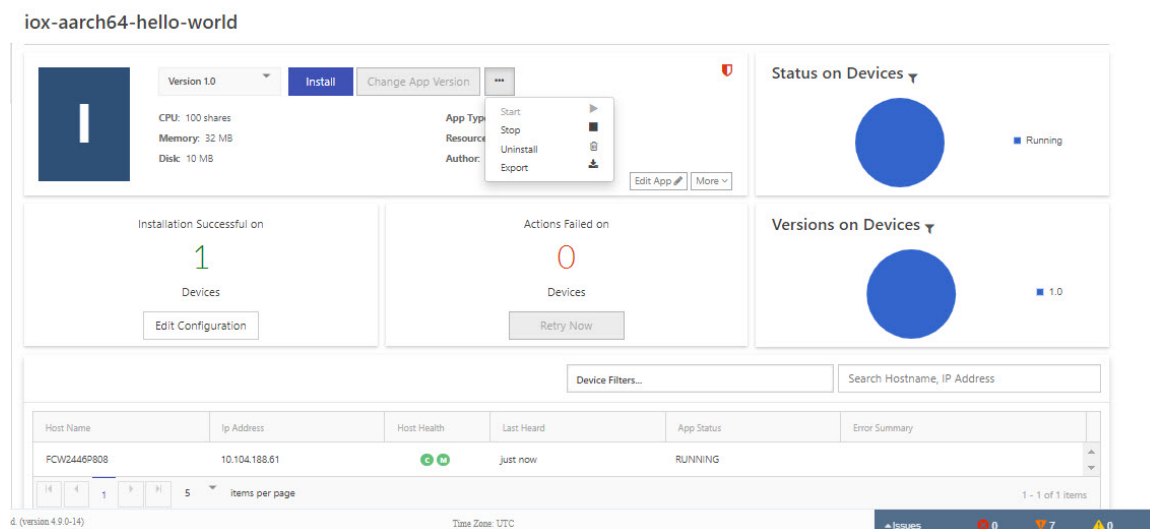 iox-aarch64-hello-world
I
Version 1.0
Install
Change App Version
•••
CPU: 100 shares
Memory: 32 MB
Disk: 10 MB
App Typ
Resource
Author:
Start
Stop
Uninstall
Export
Edit App
More
Status on Devices
Running
Installation Successful on
1
Devices
Edit Configuration
Actions Failed on
0
Devices
Retry Now
Versions on Devices
1.0
Device Filters...
Search Hostname, IP Address
Host Name Ip Address Host Health Last Heard App Status Error Summary
FCW2446P808 10.104.188.61 C M just now RUNNING
1 5 items per page 1 - 1 of 1 items
d. (version 4.9.0-14) Time Zone: UTC Issues 0 7 0